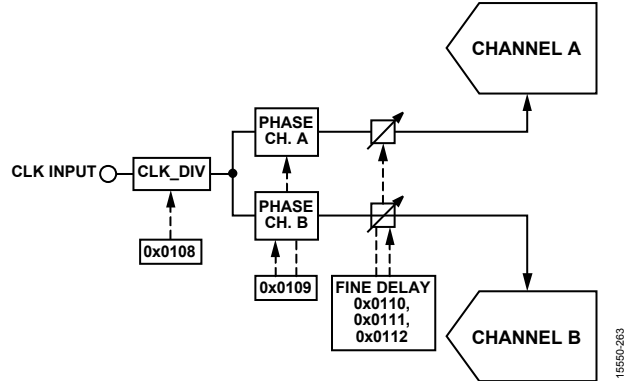 CHANNEL A
PHASE
CH. A
CLK INPUT
CLK_DIV
PHASE
CH. B
0x0108
0x0109
FINE DELAY
0x0110,
0x0111,
0x0112
CHANNEL B
15550-263